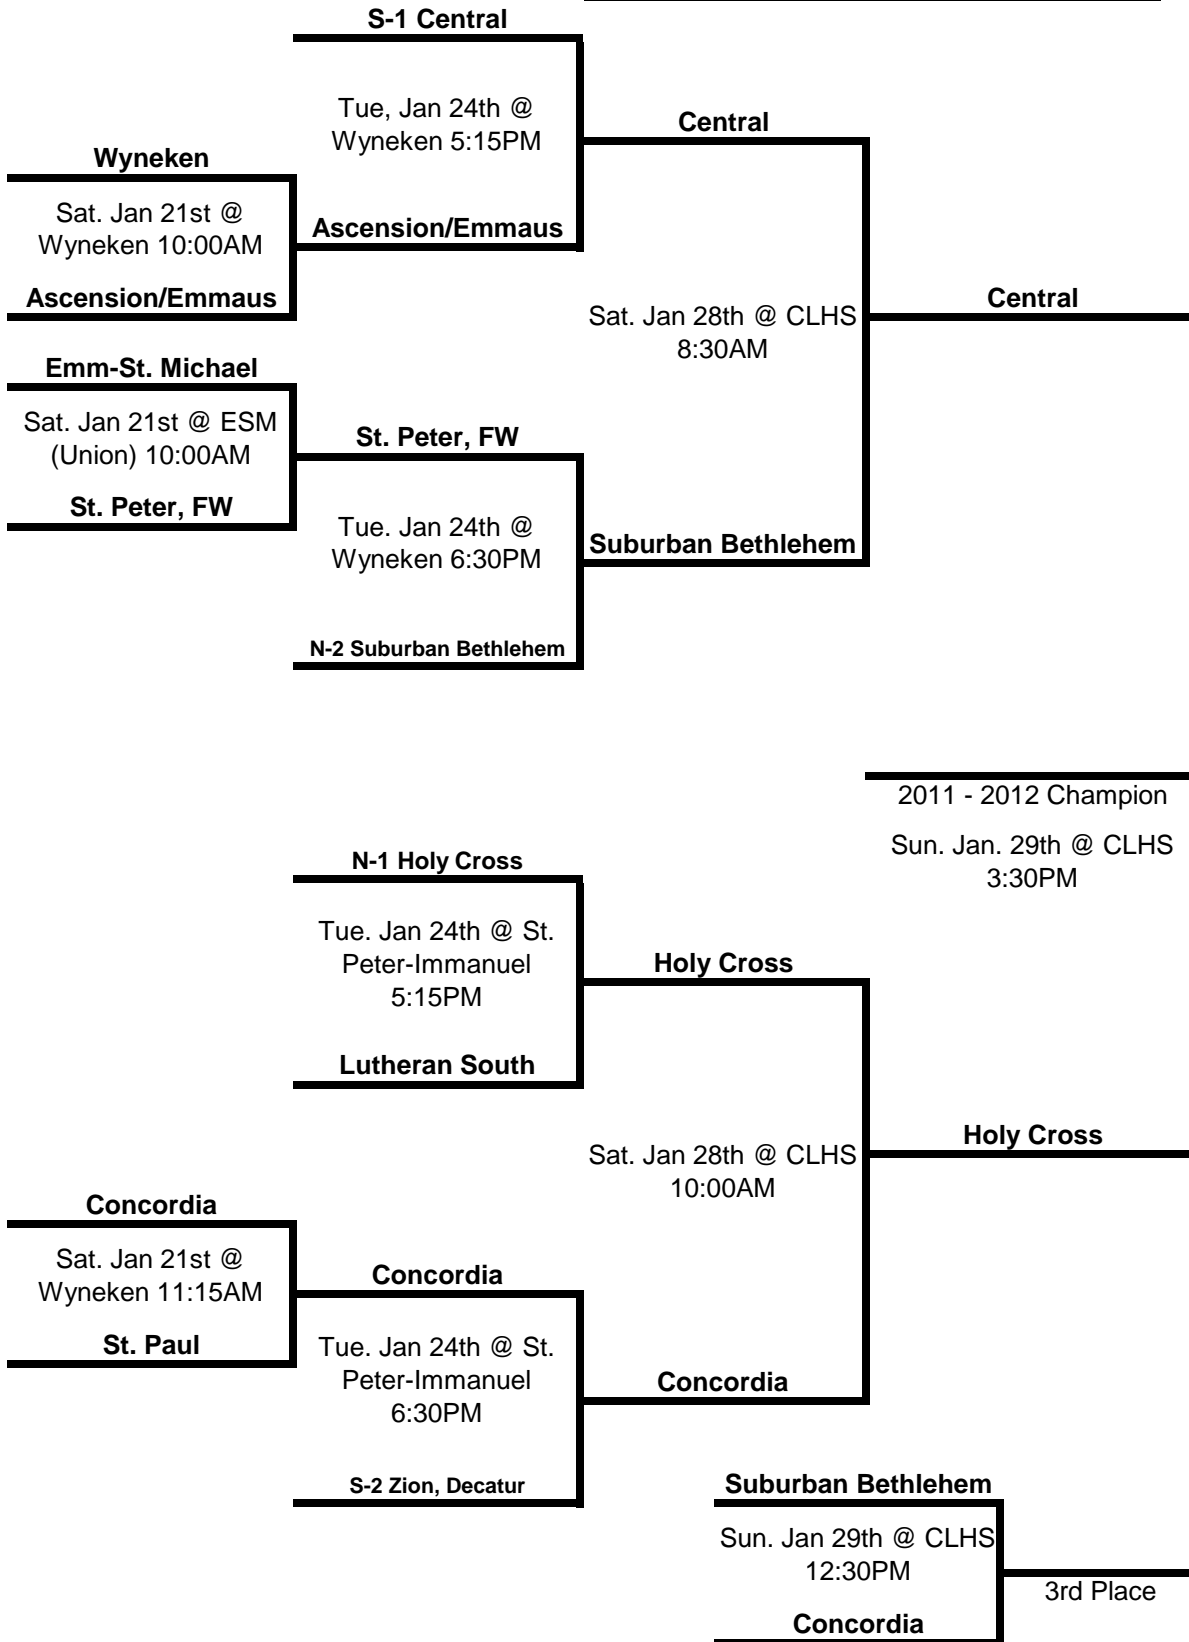 S-1 Central
Tue, Jan 24th @
Wyneken 5:15PM
Central
Wyneken
Sat. Jan 21st @
Wyneken 10:00AM
Ascension/Emmaus
Ascension/Emmaus
Central
Sat. Jan 28th @ CLHS
8:30AM
Emm-St. Michael
Sat. Jan 21st @ ESM
(Union) 10:00AM
St. Peter, FW
St. Peter, FW
Tue. Jan 24th @
Wyneken 6:30PM
Suburban Bethlehem
N-2 Suburban Bethlehem
2011 - 2012 Champion
Sun. Jan. 29th @ CLHS
3:30PM
N-1 Holy Cross
Tue. Jan 24th @ St.
Peter-Immanuel
5:15PM
Holy Cross
Lutheran South
Holy Cross
Sat. Jan 28th @ CLHS
10:00AM
Concordia
Sat. Jan 21st @
Wyneken 11:15AM
Concordia
St. Paul
Tue. Jan 24th @ St.
Peter-Immanuel
6:30PM
Concordia
S-2 Zion, Decatur
Suburban Bethlehem
Sun. Jan 29th @ CLHS
12:30PM
3rd Place
Concordia